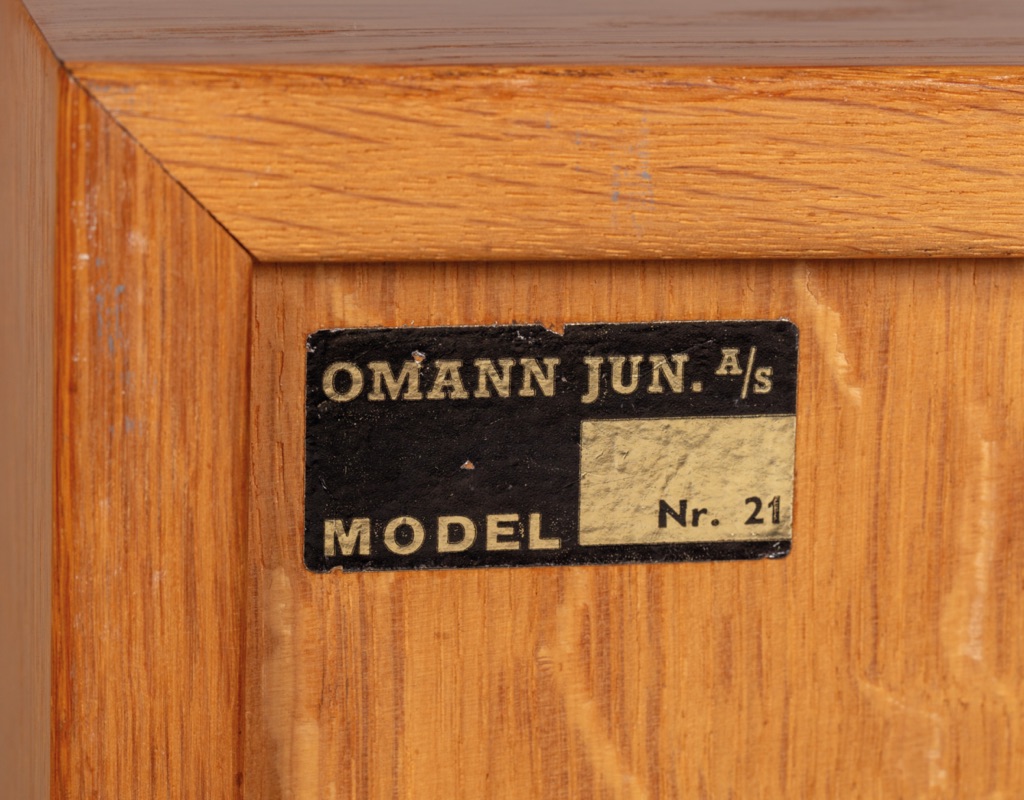 OMANN JUN. A/S
Nr. 21
MODEL